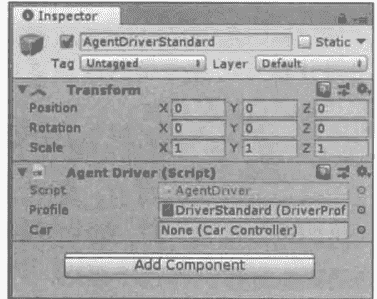 Inspector
AgentDriverStandard Static
Tag Untagged Layer Default
Transform
Position X 0 Y 0 Z 0
Rotation X 0 Y 0 Z 0
Scale X 1 Y 1 Z 1
Agent Driver (Script)
Script AgentDriver
Profile DriverStandard (DriverProf
Car None (Car Controller)
Add Component